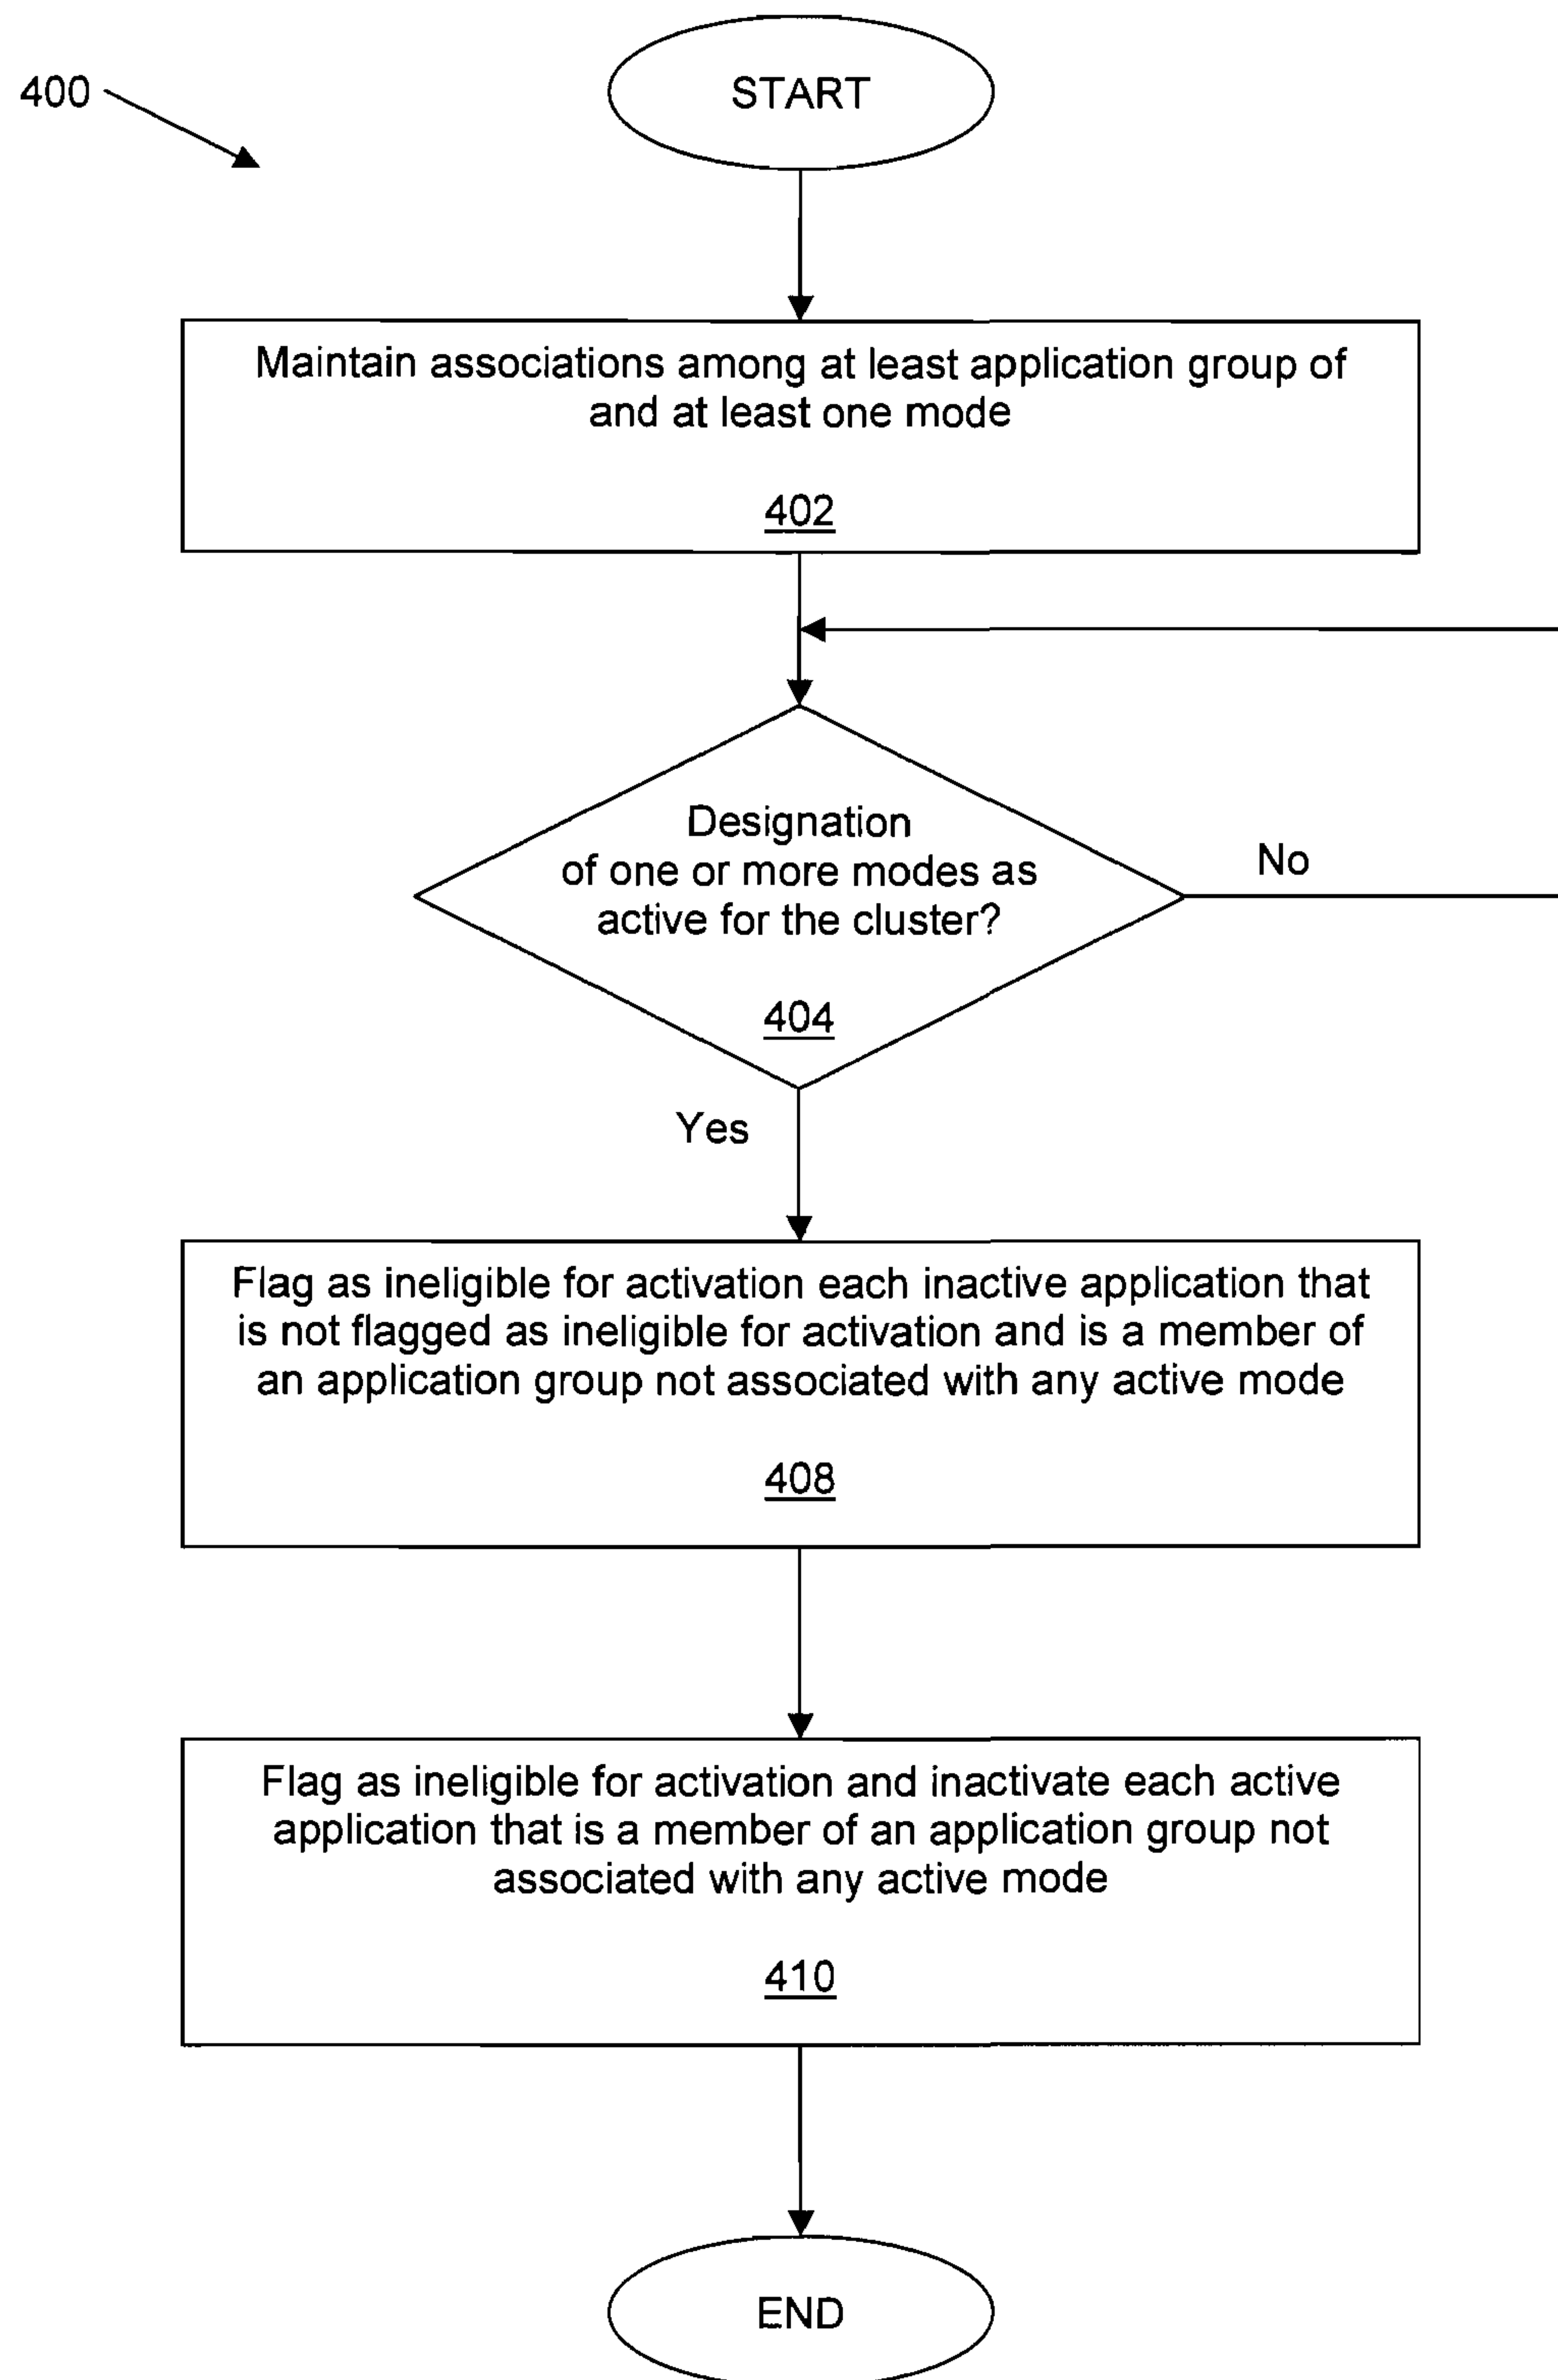 400
START
Maintain associations among at least application group of
and at least one mode
402
Designation
of one or more modes as
active for the cluster?
404
No
Yes
Flag as ineligible for activation each inactive application that
is not flagged as ineligible for activation and is a member of
an application group not associated with any active mode
408
Flag as ineligible for activation and inactivate each active
application that is a member of an application group not
associated with any active mode
410
END